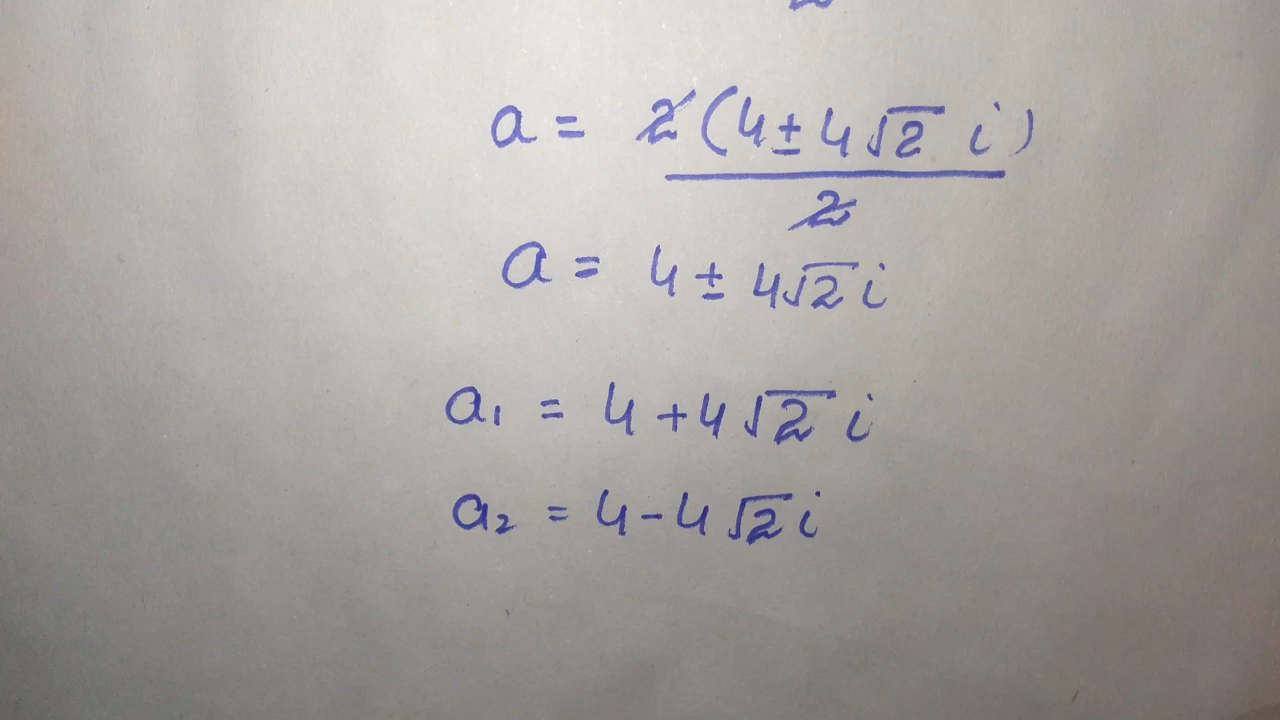 a = 2(4 ± 4√2 i)
2
a = 4 ± 4√2 i
a₁ = 4 + 4√2 i
a₂ = 4 - 4√2 i